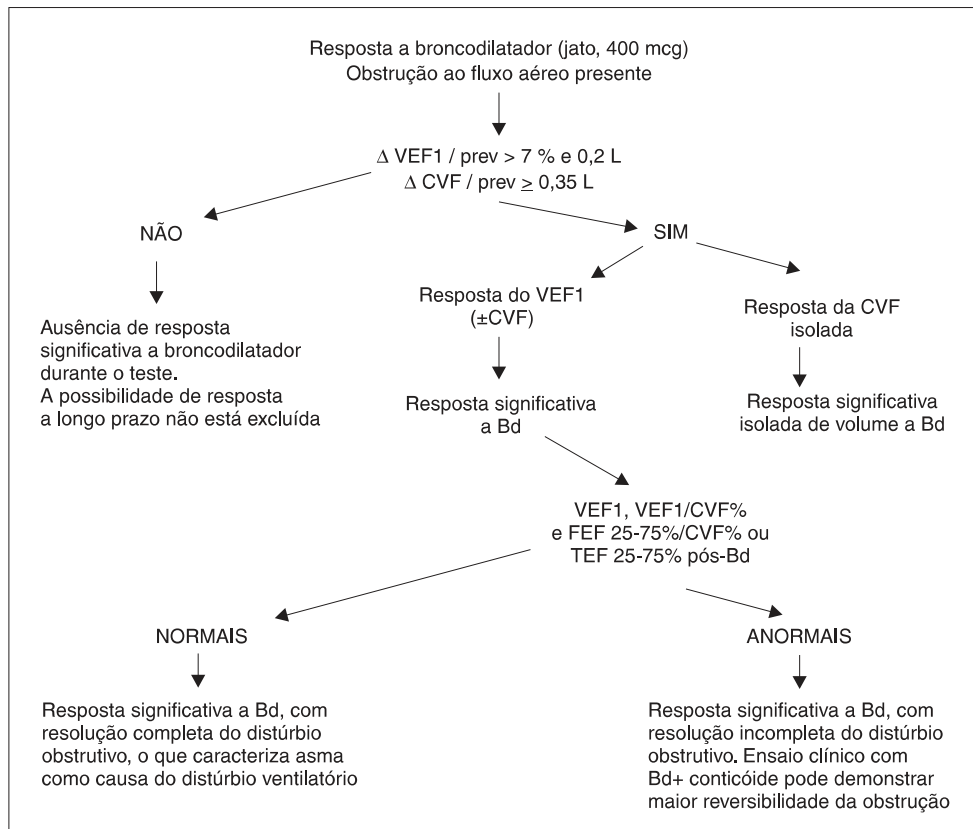 Resposta a broncodilatador (jato, 400 mcg)
Obstrução ao fluxo aéreo presente
Δ VEF1 / prev > 7 % e 0,2 L
Δ CVF / prev ≥ 0,35 L
NÃO
SIM
Ausência de resposta
significativa a broncodilatador
durante o teste.
A possibilidade de resposta
a longo prazo não está excluída
Resposta do VEF1
(±CVF)
Resposta da CVF
isolada
Resposta significativa
a Bd
Resposta significativa
isolada de volume a Bd
VEF1, VEF1/CVF%
e FEF 25-75%/CVF% ou
TEF 25-75% pós-Bd
NORMAIS
ANORMAIS
Resposta significativa a Bd, com
resolução completa do distúrbio
obstrutivo, o que caracteriza asma
como causa do distúrbio ventilatório
Resposta significativa a Bd, com
resolução incompleta do distúrbio
obstrutivo. Ensaio clínico com
Bd+ conticóide pode demonstrar
maior reversibilidade da obstrução